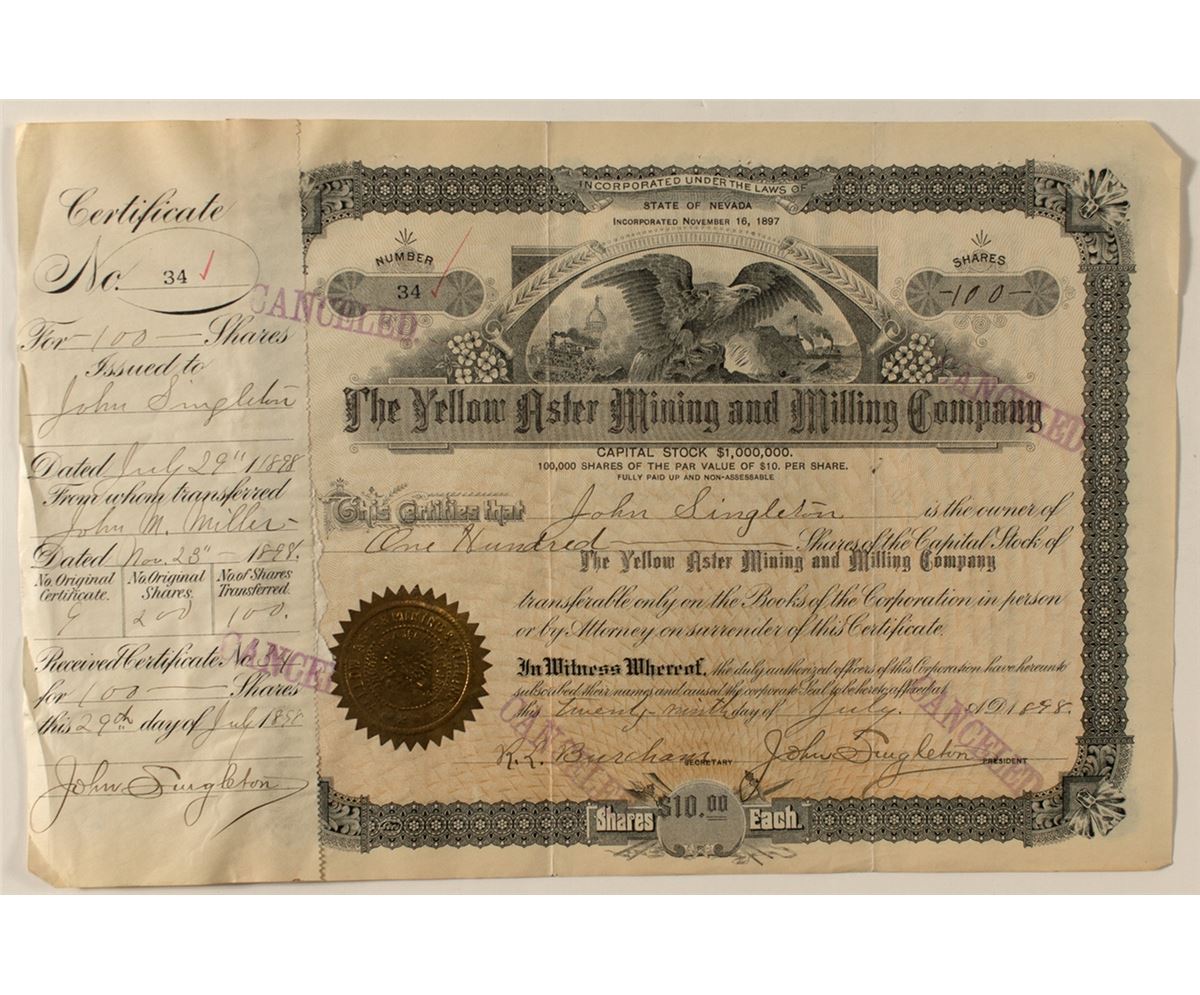 Certificate
No. 34 ✓
For - 100 — Shares
Issued to
John Singleton
Dated July 29" 1898
From whom transferred
John M. Miller -
Dated Nov. 23" - 1898.
No. Original Certificate. No. Original Shares. No. of Shares Transferred.
9 200 100.
Received Certificate No. 34
for 100 — Shares
this 29th day of July 1898
John Singleton
CANCELED
CANCELED
INCORPORATED UNDER THE LAWS OF
STATE OF NEVADA
INCORPORATED NOVEMBER 16, 1897
NUMBER
34 ✓
SHARES
-100-
CANCELED
The Yellow Aster Mining and Milling Company
CAPITAL STOCK $1,000,000.
100,000 SHARES OF THE PAR VALUE OF $10. PER SHARE.
FULLY PAID UP AND NON-ASSESSABLE
This Certifies that John Singleton is the owner of
One Hundred — Shares of the Capital Stock of
The Yellow Aster Mining and Milling Company
transferable only on the Books of the Corporation in person
or by Attorney on surrender of this Certificate.
In Witness Whereof, the duly authorized officers of this Corporation have hereunto
subscribed their names and caused the corporate Seal to be hereto affixed at
this twenty-ninth day of July. A.D. 1898.
R. L. Burcham SECRETARY John Singleton PRESIDENT
CANCELED
CANCELED
Shares $10.00 Each.